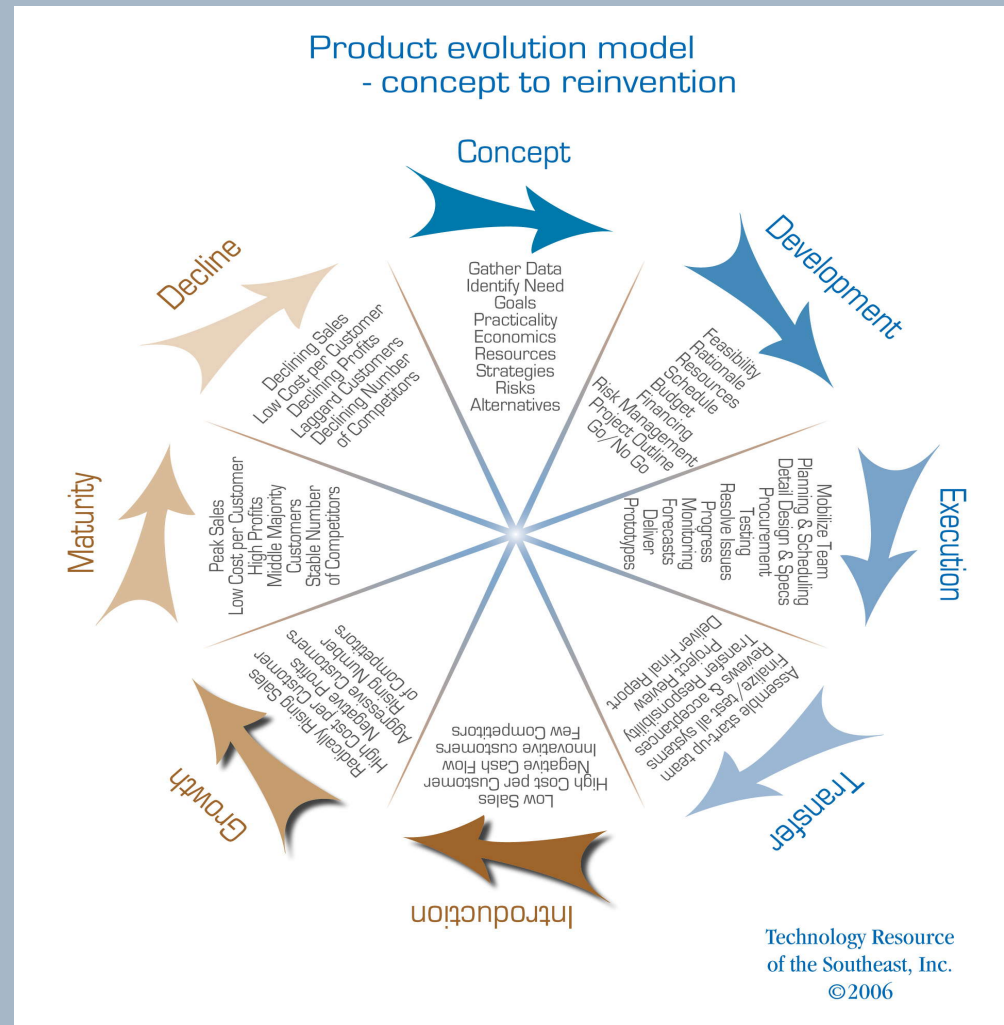 Product evolution model
- concept to reinvention
Concept
Gather Data
Identify Need
Goals
Practicality
Economics
Resources
Strategies
Risks
Alternatives
Development
Feasibility
Rationale
Resources
Schedule
Budget
Financing
Risk Management
Project Outline
Go/No Go
Execution
Mobilize Team
Planning & Scheduling
Detail Design & Specs
Procurement
Testing
Resolve Issues
Progress
Monitoring
Forecasts
Deliver
Prototypes
Transfer
Assemble start-up team
Finalize/test all systems
Reviews & acceptances
Transfer Responsibility
Project Review
Deliver Final Report
Introduction
Low Sales
High Cost per Customer
Negative Cash Flow
Innovative customers
Few Competitors
Growth
Radically Rising Sales
High Cost per Customer
Negative Profits
Aggressive Customers
Rising Number
of Competitors
Maturity
Peak Sales
Low Cost per Customer
High Profits
Middle Majority
Customers
Stable Number
of Competitors
Decline
Declining Sales
Low Cost per Customer
Declining Profits
Laggard Customers
Declining Number
of Competitors
Technology Resource
of the Southeast, Inc.
©2006